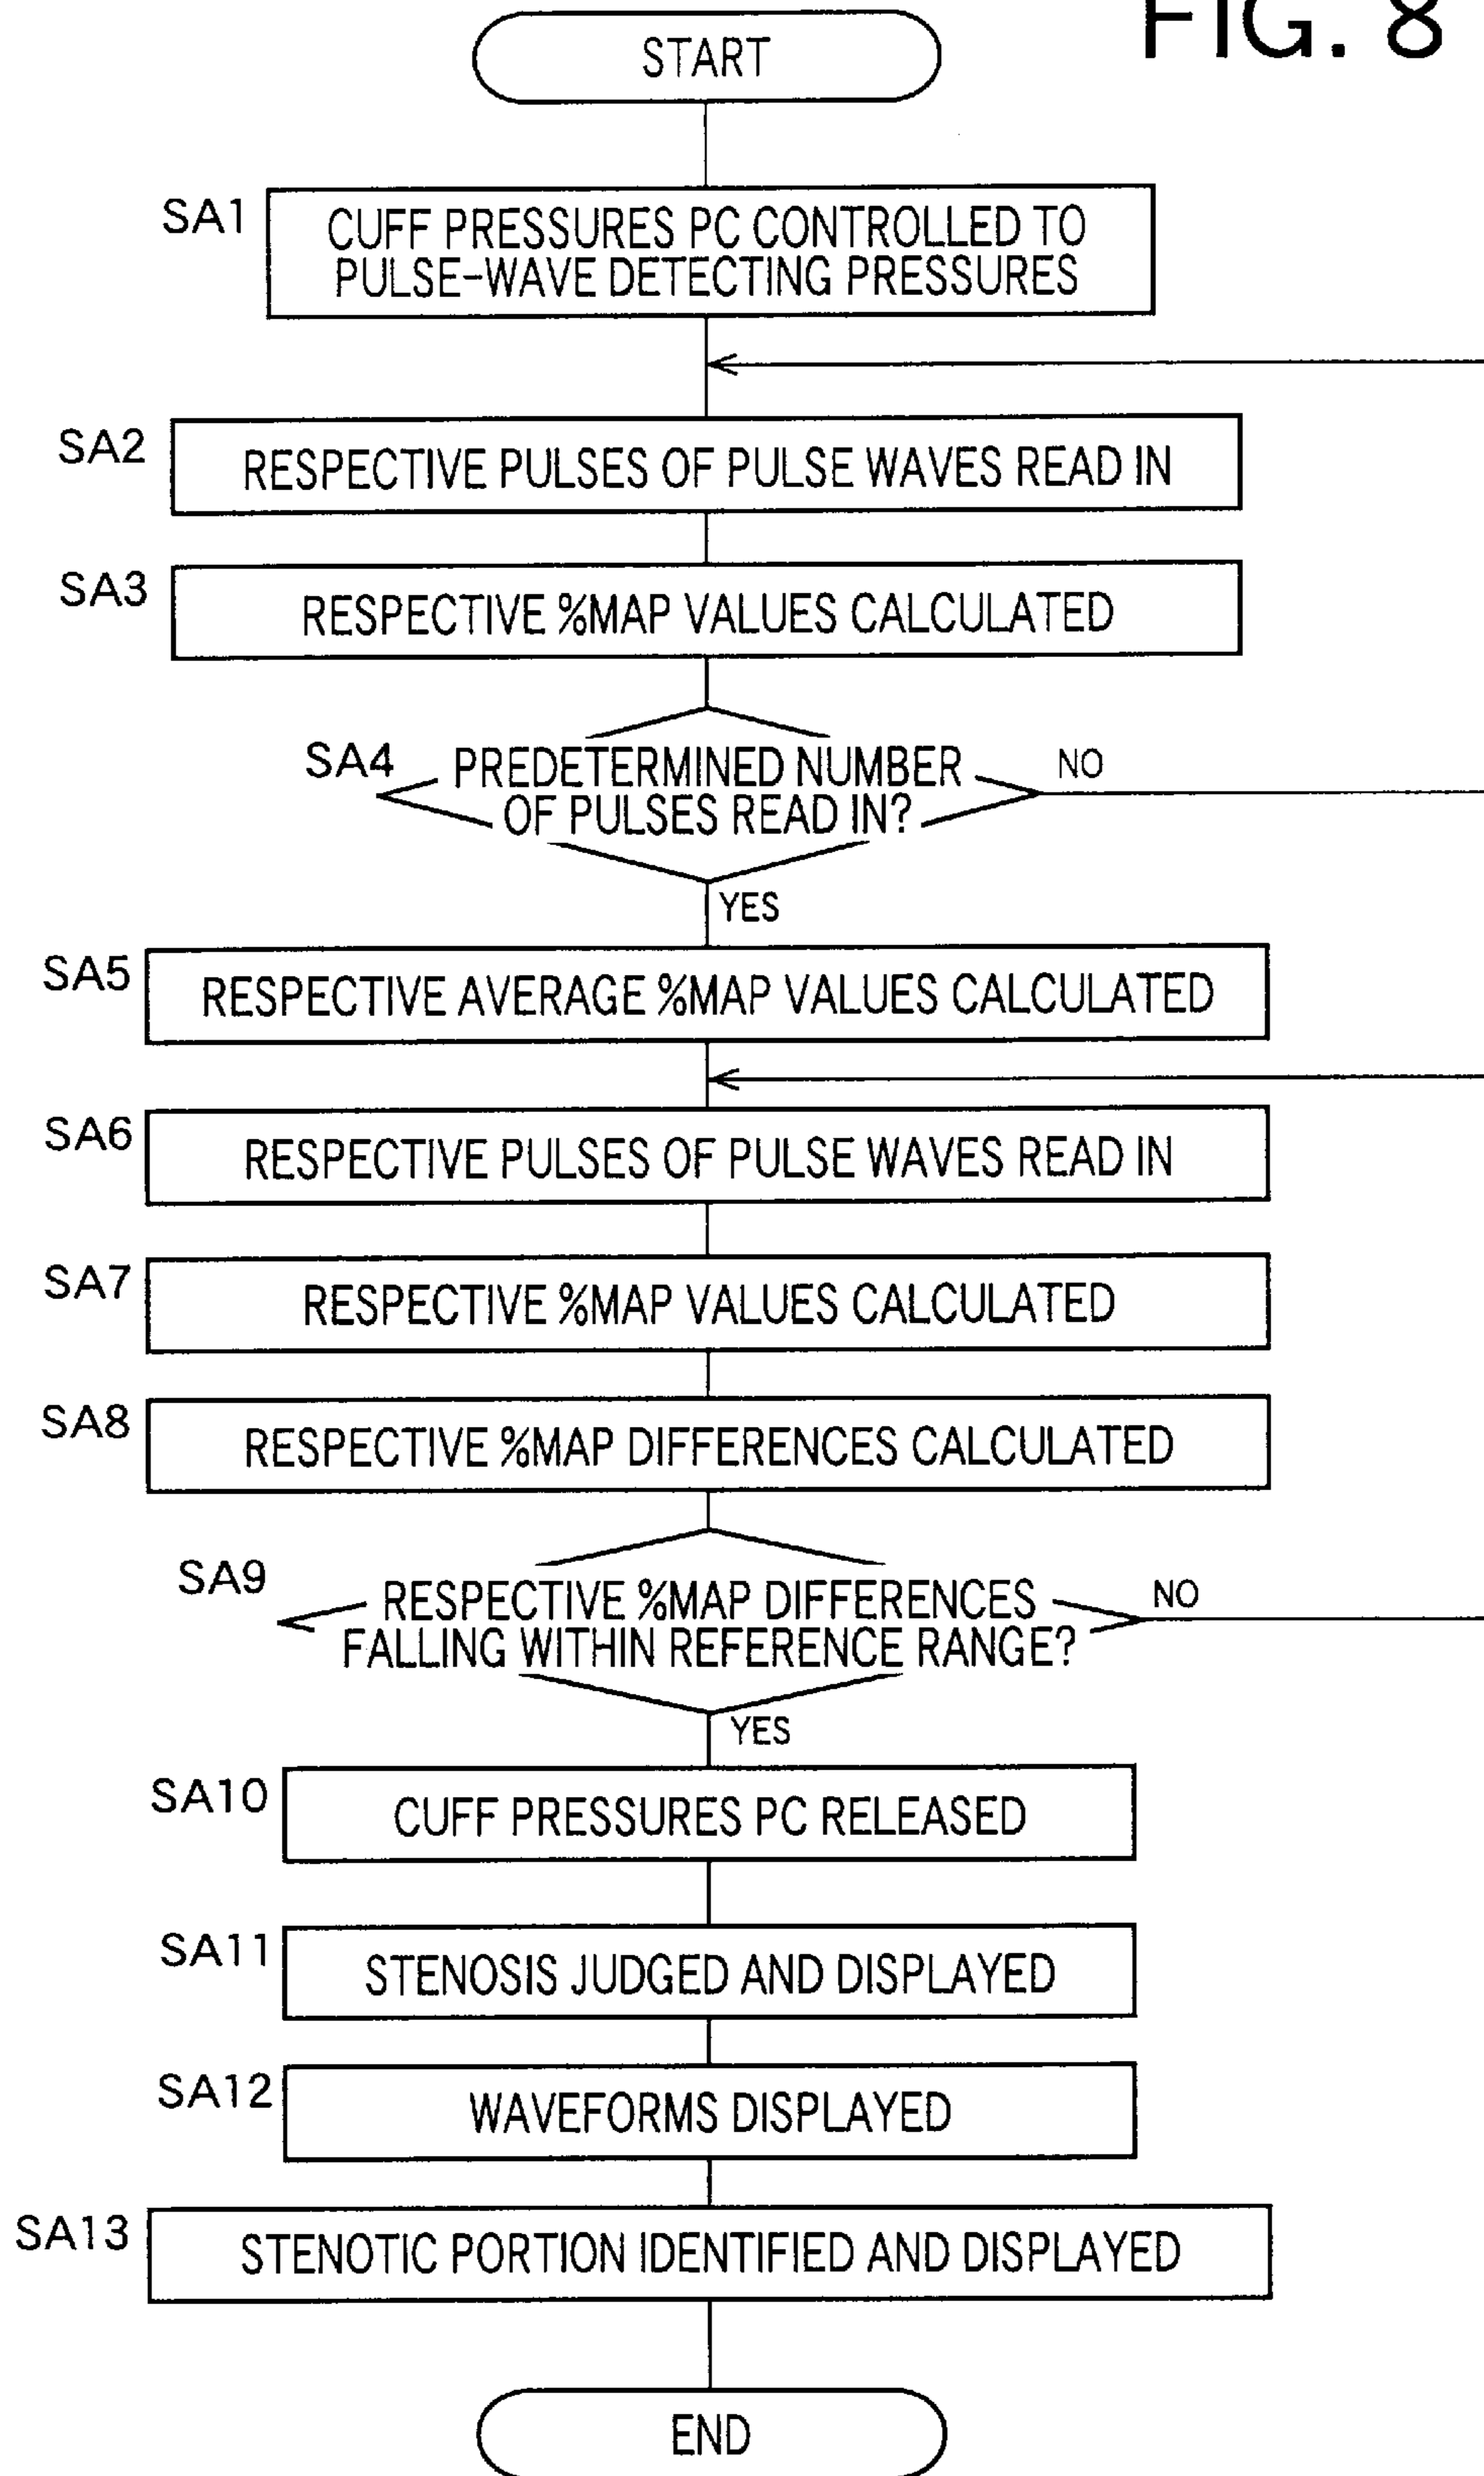 FIG. 8
START
SA1
CUFF PRESSURES PC CONTROLLED TO
PULSE-WAVE DETECTING PRESSURES
SA2
RESPECTIVE PULSES OF PULSE WAVES READ IN
SA3
RESPECTIVE %MAP VALUES CALCULATED
SA4
PREDETERMINED NUMBER
OF PULSES READ IN?
NO
YES
SA5
RESPECTIVE AVERAGE %MAP VALUES CALCULATED
SA6
RESPECTIVE PULSES OF PULSE WAVES READ IN
SA7
RESPECTIVE %MAP VALUES CALCULATED
SA8
RESPECTIVE %MAP DIFFERENCES CALCULATED
SA9
RESPECTIVE %MAP DIFFERENCES
FALLING WITHIN REFERENCE RANGE?
NO
YES
SA10
CUFF PRESSURES PC RELEASED
SA11
STENOSIS JUDGED AND DISPLAYED
SA12
WAVEFORMS DISPLAYED
SA13
STENOTIC PORTION IDENTIFIED AND DISPLAYED
END